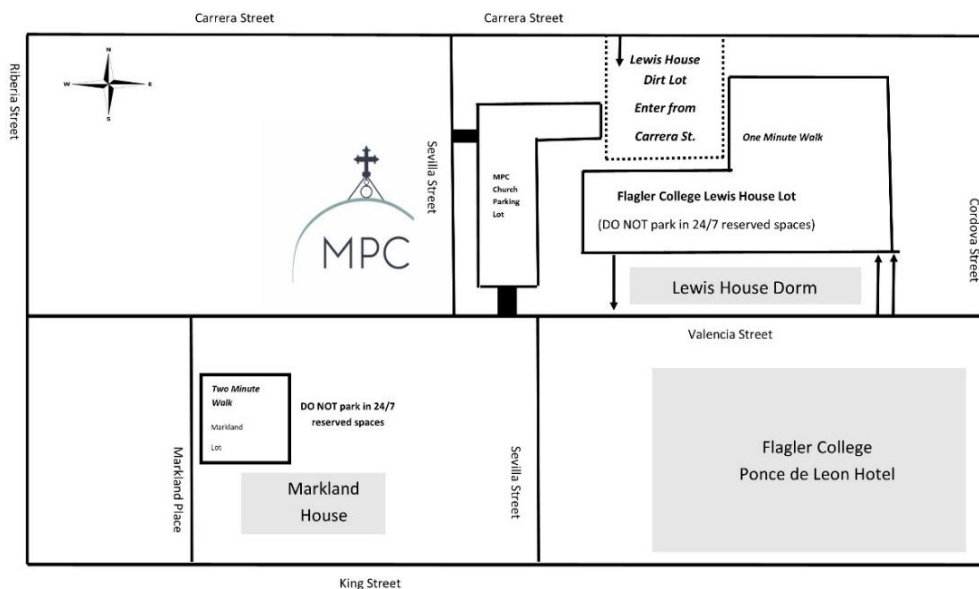 Carrera Street
Carrera Street
Riberia Street
N
W
E
S
Lewis House
Dirt Lot
Enter from
Carrera St.
One Minute Walk
Sevilla Street
MPC
Church
Parking
Lot
Flagler College Lewis House Lot
(DO NOT park in 24/7 reserved spaces)
Cordova Street
MPC
Lewis House Dorm
Valencia Street
Two Minute
Walk
Markland
Lot
DO NOT park in 24/7
reserved spaces
Markland Place
Markland
House
Sevilla Street
Flagler College
Ponce de Leon Hotel
King Street